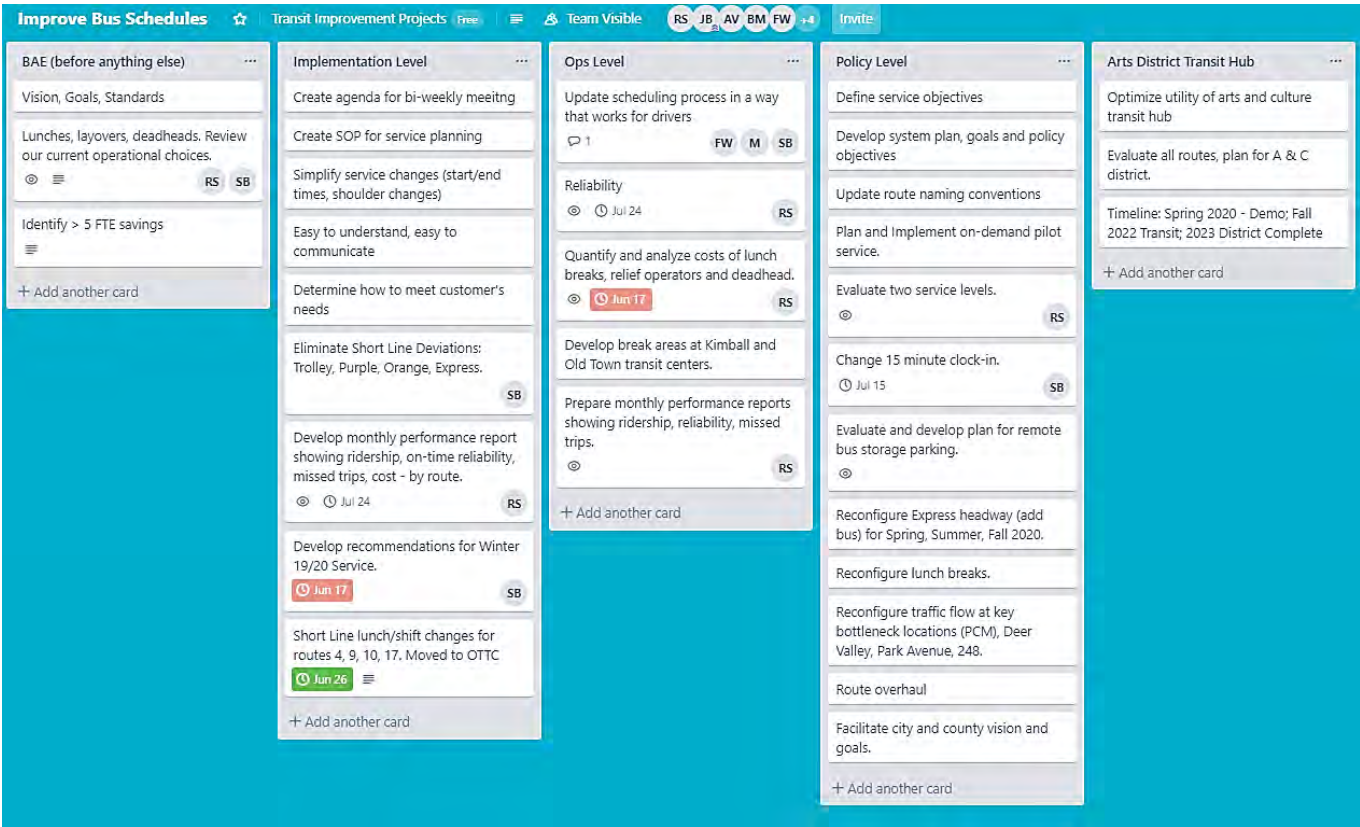 Improve Bus Schedules Transit Improvement Projects Free Team Visible RS JB AV BM FW +4 Invite
BAE (before anything else) ...
Vision, Goals, Standards
Lunches, layovers, deadheads. Review
our current operational choices.
RS SB
Identify > 5 FTE savings
+ Add another card
Implementation Level ...
Create agenda for bi-weekly meeitng
Create SOP for service planning
Simplify service changes (start/end
times, shoulder changes)
Easy to understand, easy to
communicate
Determine how to meet customer's
needs
Eliminate Short Line Deviations:
Trolley, Purple, Orange, Express.
SB
Develop monthly performance report
showing ridership, on-time reliability,
missed trips, cost - by route.
Jul 24 RS
Develop recommendations for Winter
19/20 Service.
Jun 17 SB
Short Line lunch/shift changes for
routes 4, 9, 10, 17. Moved to OTTC
Jun 26
+ Add another card
Ops Level ...
Update scheduling process in a way
that works for drivers
1 FW M SB
Reliability
Jul 24 RS
Quantify and analyze costs of lunch
breaks, relief operators and deadhead.
Jun 17 RS
Develop break areas at Kimball and
Old Town transit centers.
Prepare monthly performance reports
showing ridership, reliability, missed
trips.
RS
+ Add another card
Policy Level ...
Define service objectives
Develop system plan, goals and policy
objectives
Update route naming conventions
Plan and Implement on-demand pilot
service.
Evaluate two service levels.
RS
Change 15 minute clock-in.
Jul 15 SB
Evaluate and develop plan for remote
bus storage parking.
Reconfigure Express headway (add
bus) for Spring, Summer, Fall 2020.
Reconfigure lunch breaks.
Reconfigure traffic flow at key
bottleneck locations (PCM), Deer
Valley, Park Avenue, 248.
Route overhaul
Facilitate city and county vision and
goals.
+ Add another card
Arts District Transit Hub ...
Optimize utility of arts and culture
transit hub
Evaluate all routes, plan for A & C
district.
Timeline: Spring 2020 - Demo; Fall
2022 Transit; 2023 District Complete
+ Add another card